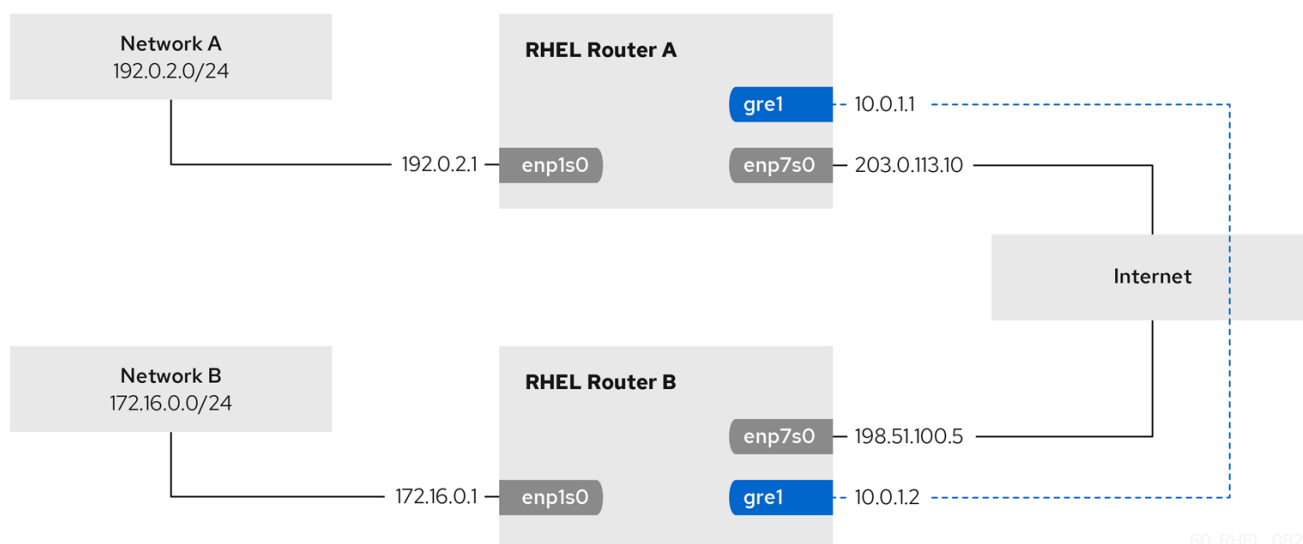 Network A
192.0.2.0/24
RHEL Router A
gre1
10.0.1.1
192.0.2.1
enp1s0
enp7s0
203.0.113.10
Internet
Network B
172.16.0.0/24
RHEL Router B
enp7s0
198.51.100.5
172.16.0.1
enp1s0
gre1
10.0.1.2
60_RHEL_082